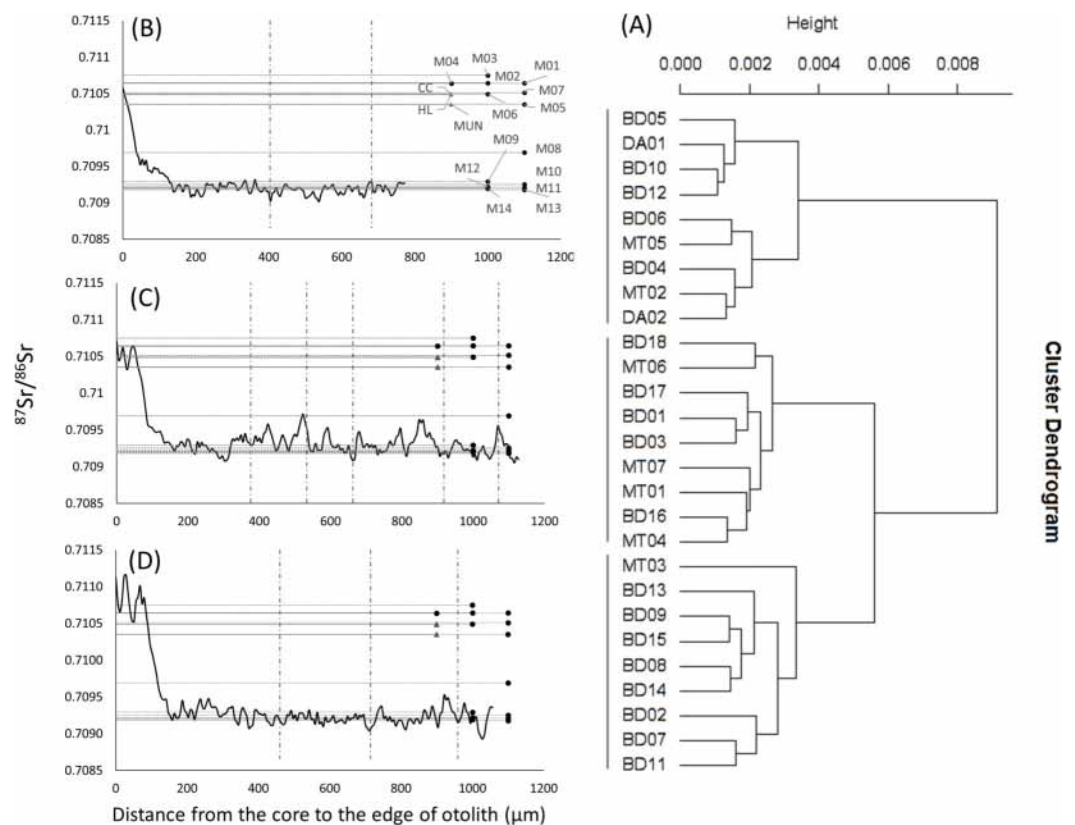 (B)
0.7115
0.711
0.7105
0.71
0.7095
0.709
0.7085
0 200 400 600 800 1000 1200
M03
M04
M01
M02
CC
M07
HL
M06
M05
MUN
M09
M08
M12
M10
M11
M14
M13
(C)
0.7115
0.711
0.7105
0.71
0.7095
0.709
0.7085
0 200 400 600 800 1000 1200
⁸⁷Sr/⁸⁶Sr
(D)
0.7115
0.7110
0.7105
0.7100
0.7095
0.7090
0.7085
0 200 400 600 800 1000 1200
Distance from the core to the edge of otolith (µm)
(A)
Height
0.000 0.002 0.004 0.006 0.008
BD05
DA01
BD10
BD12
BD06
MT05
BD04
MT02
DA02
BD18
MT06
BD17
BD01
BD03
MT07
MT01
BD16
MT04
MT03
BD13
BD09
BD15
BD08
BD14
BD02
BD07
BD11
Cluster Dendrogram